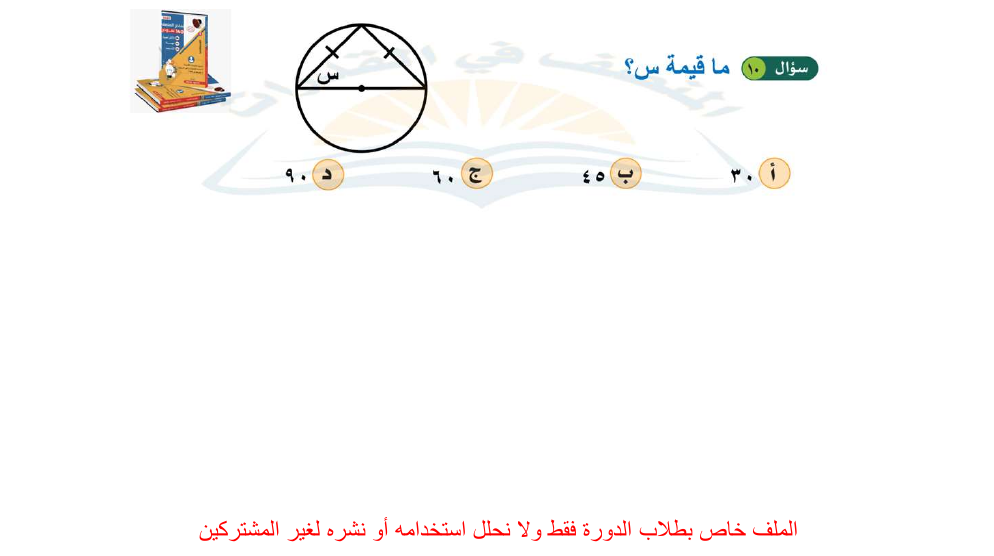 سؤال ١٠ ما قيمة س؟
س
أ ٣٠ ب ٤٥ ج ٦٠ د ٩٠
الملف خاص بطلاب الدورة فقط ولا نحلل استخدامه أو نشره لغير المشتركين